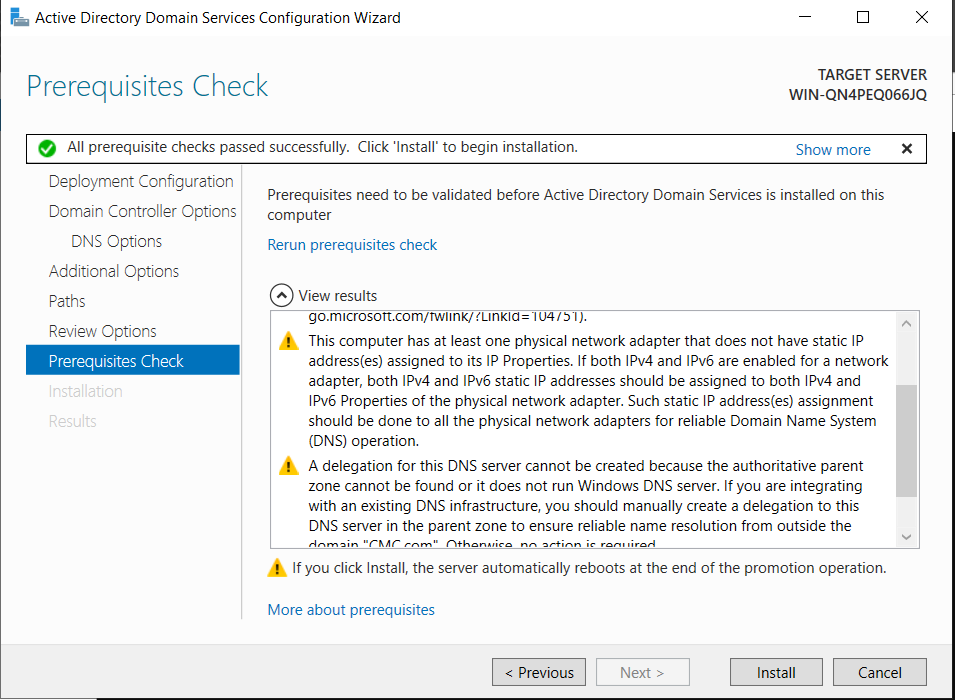 Active Directory Domain Services Configuration Wizard
Prerequisites Check
TARGET SERVER
WIN-QN4PEQ066JQ
All prerequisite checks passed successfully.  Click 'Install' to begin installation.
Show more
Deployment Configuration
Domain Controller Options
DNS Options
Additional Options
Paths
Review Options
Prerequisites Check
Installation
Results
Prerequisites need to be validated before Active Directory Domain Services is installed on this
computer
Rerun prerequisites check
View results
go.microsoft.com/fwlink/?LinkId=104751).
This computer has at least one physical network adapter that does not have static IP
address(es) assigned to its IP Properties. If both IPv4 and IPv6 are enabled for a network
adapter, both IPv4 and IPv6 static IP addresses should be assigned to both IPv4 and
IPv6 Properties of the physical network adapter. Such static IP address(es) assignment
should be done to all the physical network adapters for reliable Domain Name System
(DNS) operation.
A delegation for this DNS server cannot be created because the authoritative parent
zone cannot be found or it does not run Windows DNS server. If you are integrating
with an existing DNS infrastructure, you should manually create a delegation to this
DNS server in the parent zone to ensure reliable name resolution from outside the
domain "CMC.com". Otherwise, no action is required.
If you click Install, the server automatically reboots at the end of the promotion operation.
More about prerequisites
< Previous
Next >
Install
Cancel